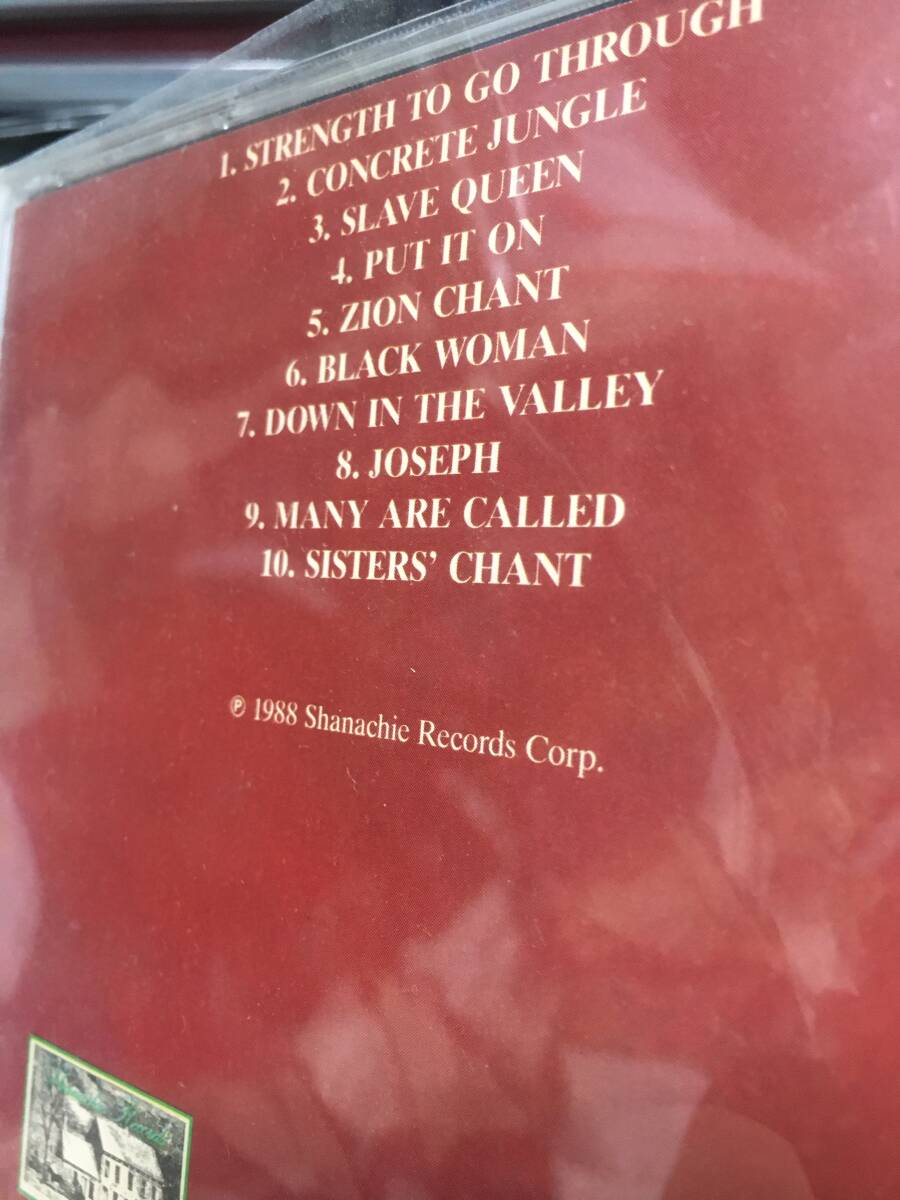 1. STRENGTH TO GO THROUGH
2. CONCRETE JUNGLE
3. SLAVE QUEEN
4. PUT IT ON
5. ZION CHANT
6. BLACK WOMAN
7. DOWN IN THE VALLEY
8. JOSEPH
9. MANY ARE CALLED
10. SISTERS' CHANT
℗ 1988 Shanachie Records Corp.